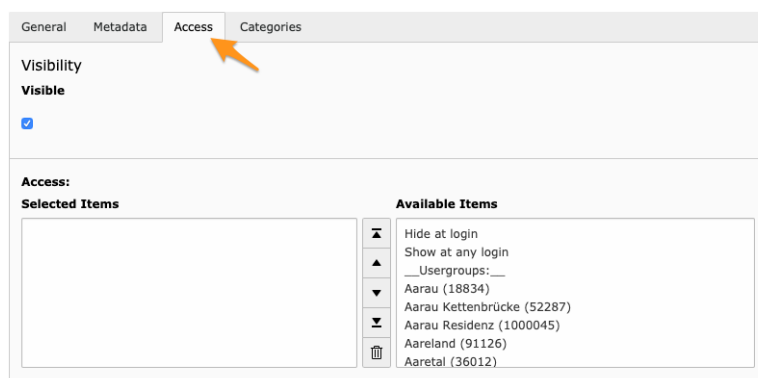 General Metadata Access Categories
Visibility
Visible
Access:
Selected Items Available Items
Hide at login
Show at any login
__Usergroups:__
Aarau (18834)
Aarau Kettenbrücke (52287)
Aarau Residenz (1000045)
Aareland (91126)
Aaretal (36012)